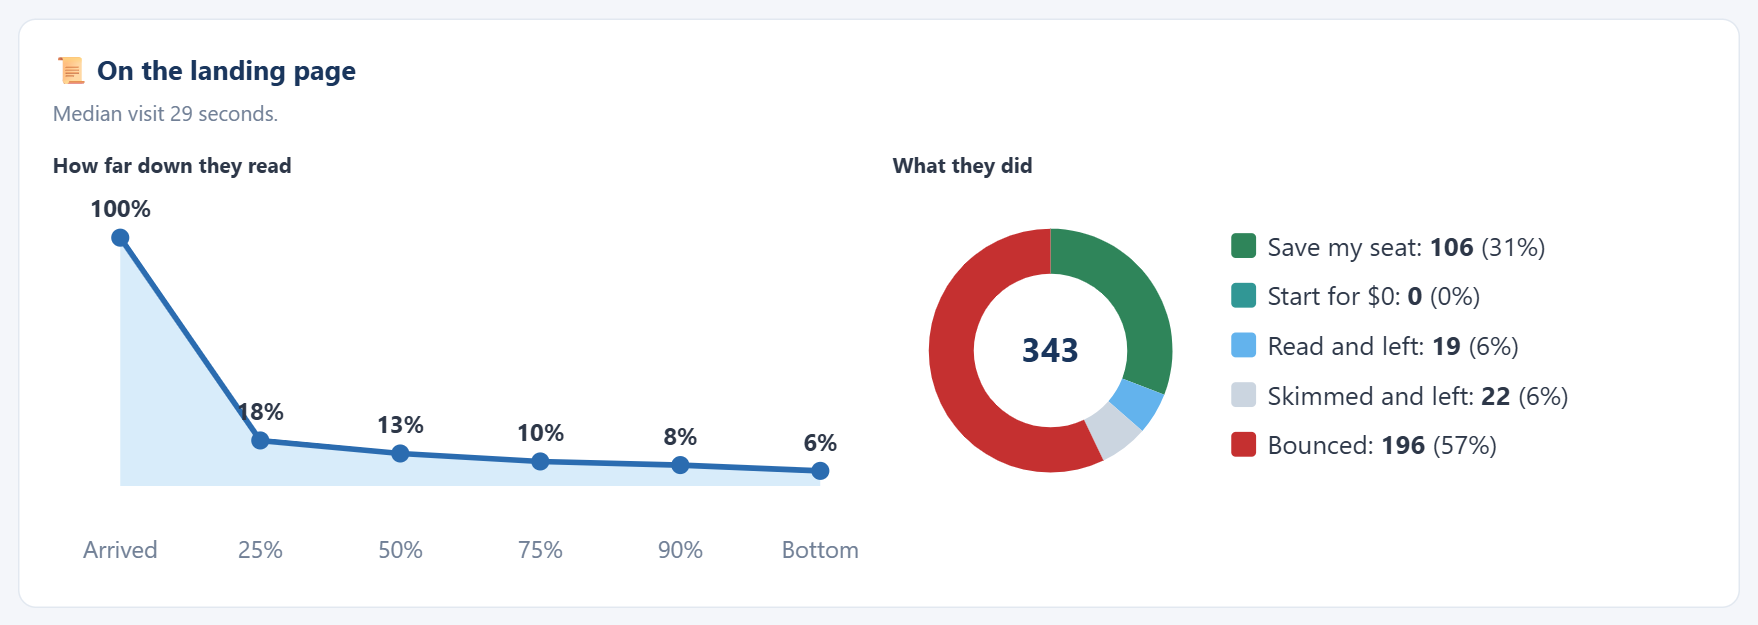 On the landing page
Median visit 29 seconds.
How far down they read
100%
18%
13%
10%
8%
6%
Arrived
25%
50%
75%
90%
Bottom
What they did
343
Save my seat: 106 (31%)
Start for $0: 0 (0%)
Read and left: 19 (6%)
Skimmed and left: 22 (6%)
Bounced: 196 (57%)